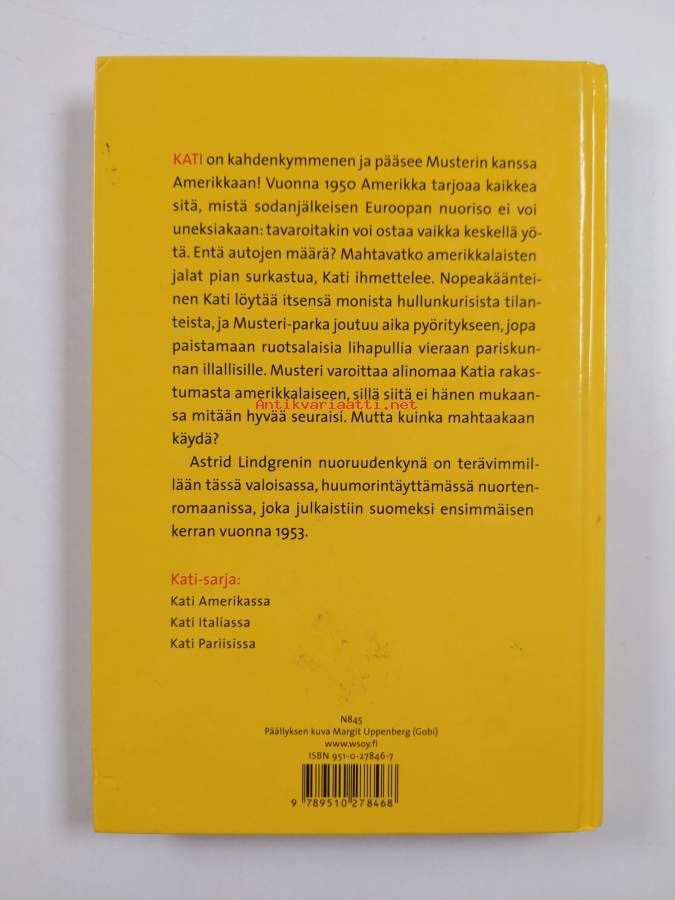 KATI on kahdenkymmenen ja pääsee Musterin kanssa
Amerikkaan! Vuonna 1950 Amerikka tarjoaa kaikkea
sitä, mistä sodanjälkeisen Euroopan nuoriso ei voi
uneksiakaan: tavaroitakin voi ostaa vaikka keskellä yö-
tä. Entä autojen määrä? Mahtavatko amerikkalaisten
jalat pian surkastua, Kati ihmettelee. Nopeakääntei-
nen Kati löytää itsensä monista hullunkurisista tilan-
teista, ja Musteri-parka joutuu aika pyöritykseen, jopa
paistamaan ruotsalaisia lihapullia vieraan pariskun-
nan illallisille. Musteri varoittaa alinomaa Katia rakas-
tumasta amerikkalaiseen, sillä siitä ei hänen mukaan-
Antikvariaatti.net
sa mitään hyvää seuraisi. Mutta kuinka mahtaakaan
käydä?
Astrid Lindgrenin nuoruudenkynä on terävimmil-
lään tässä valoisassa, huumorintäyttämässä nuorten-
romaanissa, joka julkaistiin suomeksi ensimmäisen
kerran vuonna 1953.
Kati-sarja:
Kati Amerikassa
Kati Italiassa
Kati Pariisissa
N845
Päällyksen kuva Margit Uppenberg (Gobi)
www.wsoy.fi
ISBN 951-0-27846-7
9 789510 278468